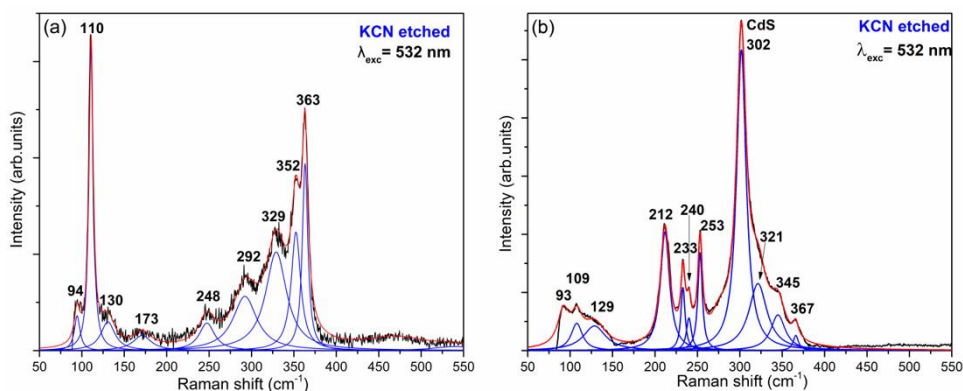 (a)
KCN etched
λexc= 532 nm
110
363
352
329
292
248
94
130
173
Intensity (arb.units)
50 100 150 200 250 300 350 400 450 500 550
Raman shift (cm-1)
(b)
CdS
302
KCN etched
λexc= 532 nm
212
240
233
253
321
109
93
129
345
367
Intensity (arb.units)
50 100 150 200 250 300 350 400 450 500 550
Raman shift (cm-1)